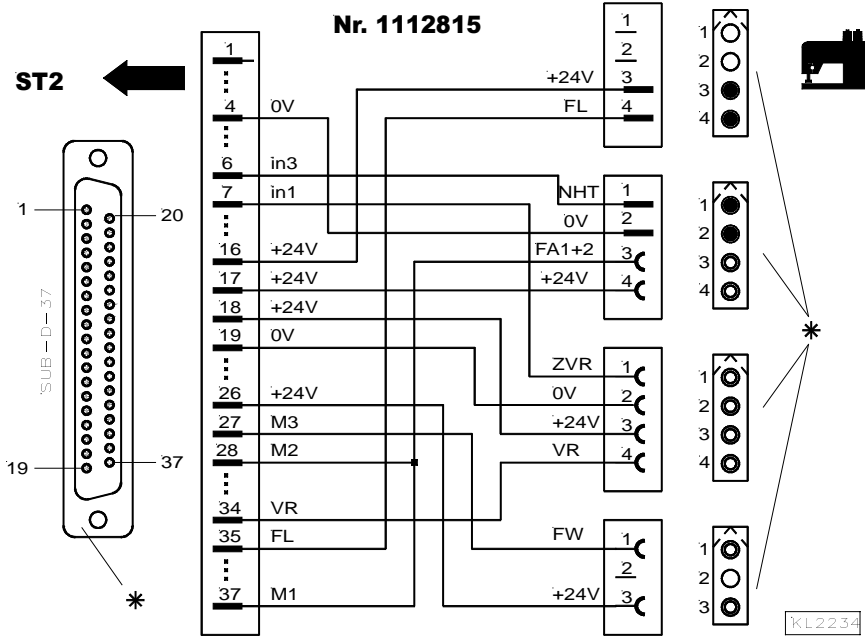 Nr. 1112815
ST2
1
4 0V
6 in3
7 in1
16 +24V
17 +24V
18 +24V
19 0V
26 +24V
27 M3
28 M2
34 VR
35 FL
37 M1
1
20
19
37
SUB-D-37
*
1
2
+24V 3
FL 4
NHT 1
0V 2
FA1+2 3
+24V 4
ZVR 1
0V 2
+24V 3
VR 4
FW 1
2
+24V 3
1
2
3
4
1
2
3
4
1
2
3
4
1
2
3
*
KL2234